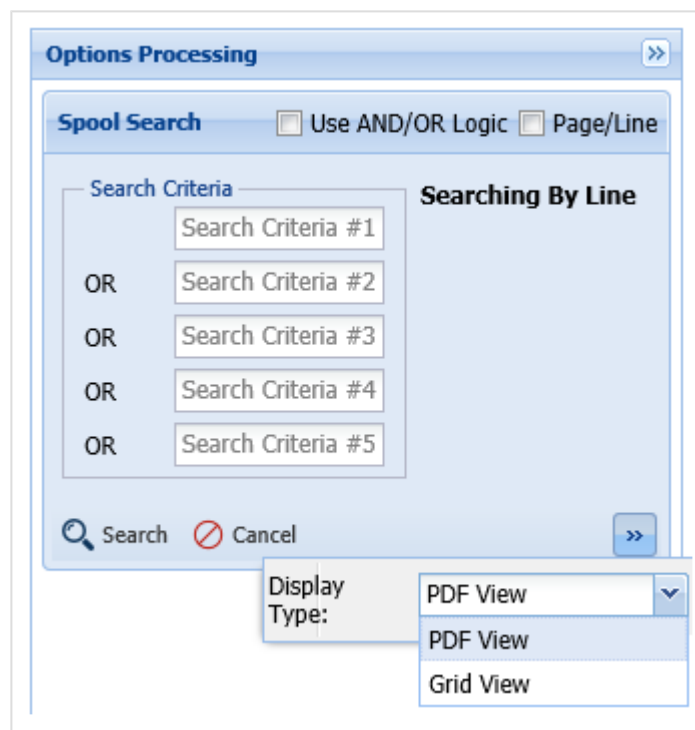 Options Processing
Spool Search Use AND/OR Logic Page/Line
Search Criteria
Searching By Line
Search Criteria #1
OR Search Criteria #2
OR Search Criteria #3
OR Search Criteria #4
OR Search Criteria #5
Search Cancel
Display
Type:
PDF View
PDF View
Grid View